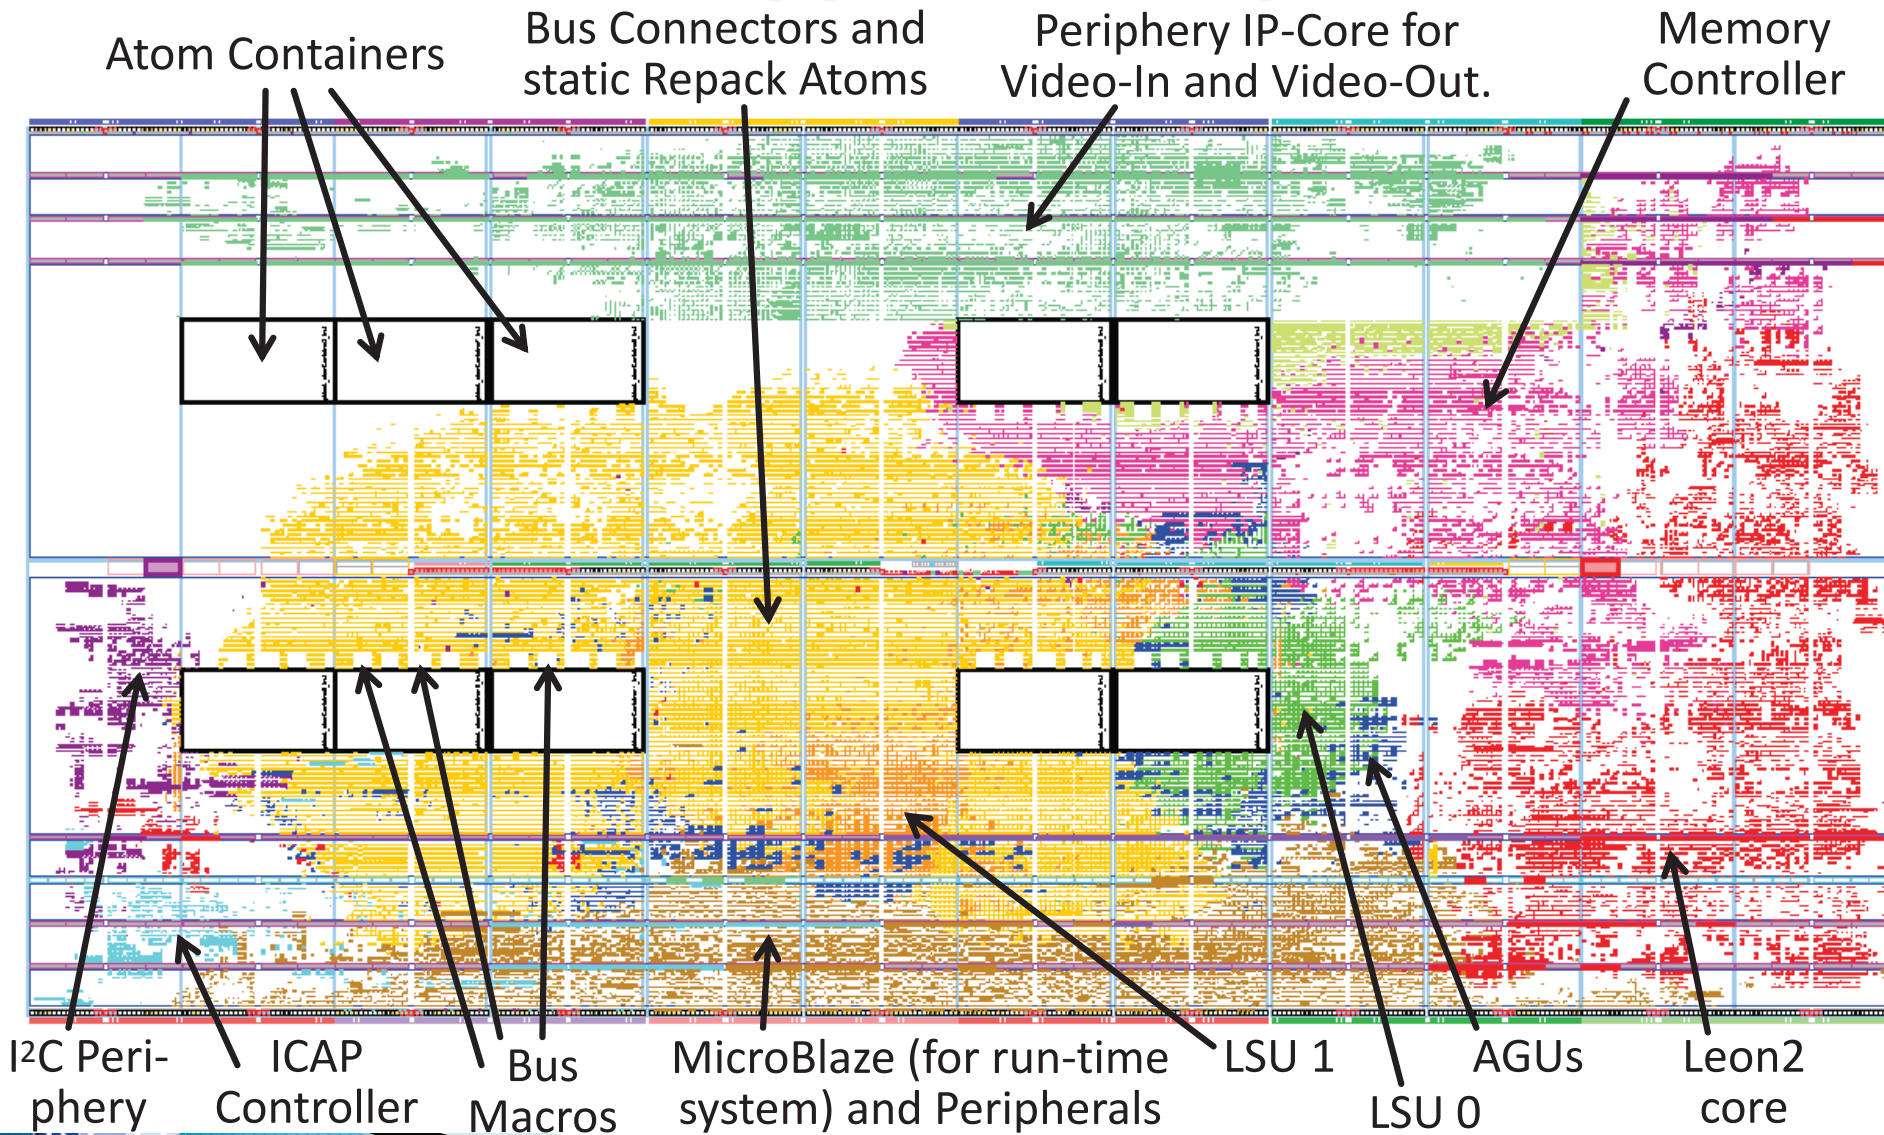 Atom Containers
Bus Connectors and
static Repack Atoms
Periphery IP-Core for
Video-In and Video-Out.
Memory
Controller
I²C Peri-
phery
ICAP
Controller
Bus
Macros
MicroBlaze (for run-time
system) and Peripherals
LSU 1
LSU 0
AGUs
Leon2
core